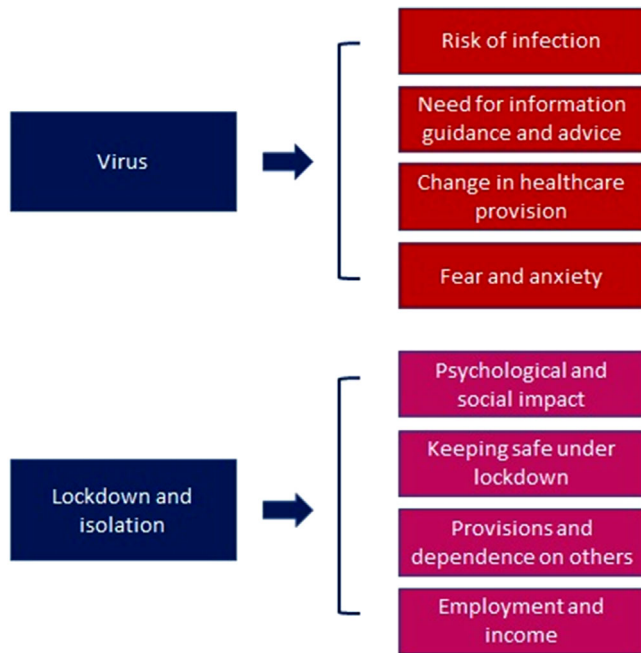 Virus
Risk of infection
Need for information
guidance and advice
Change in healthcare
provision
Fear and anxiety
Lockdown and
isolation
Psychological and
social impact
Keeping safe under
lockdown
Provisions and
dependence on others
Employment and
income